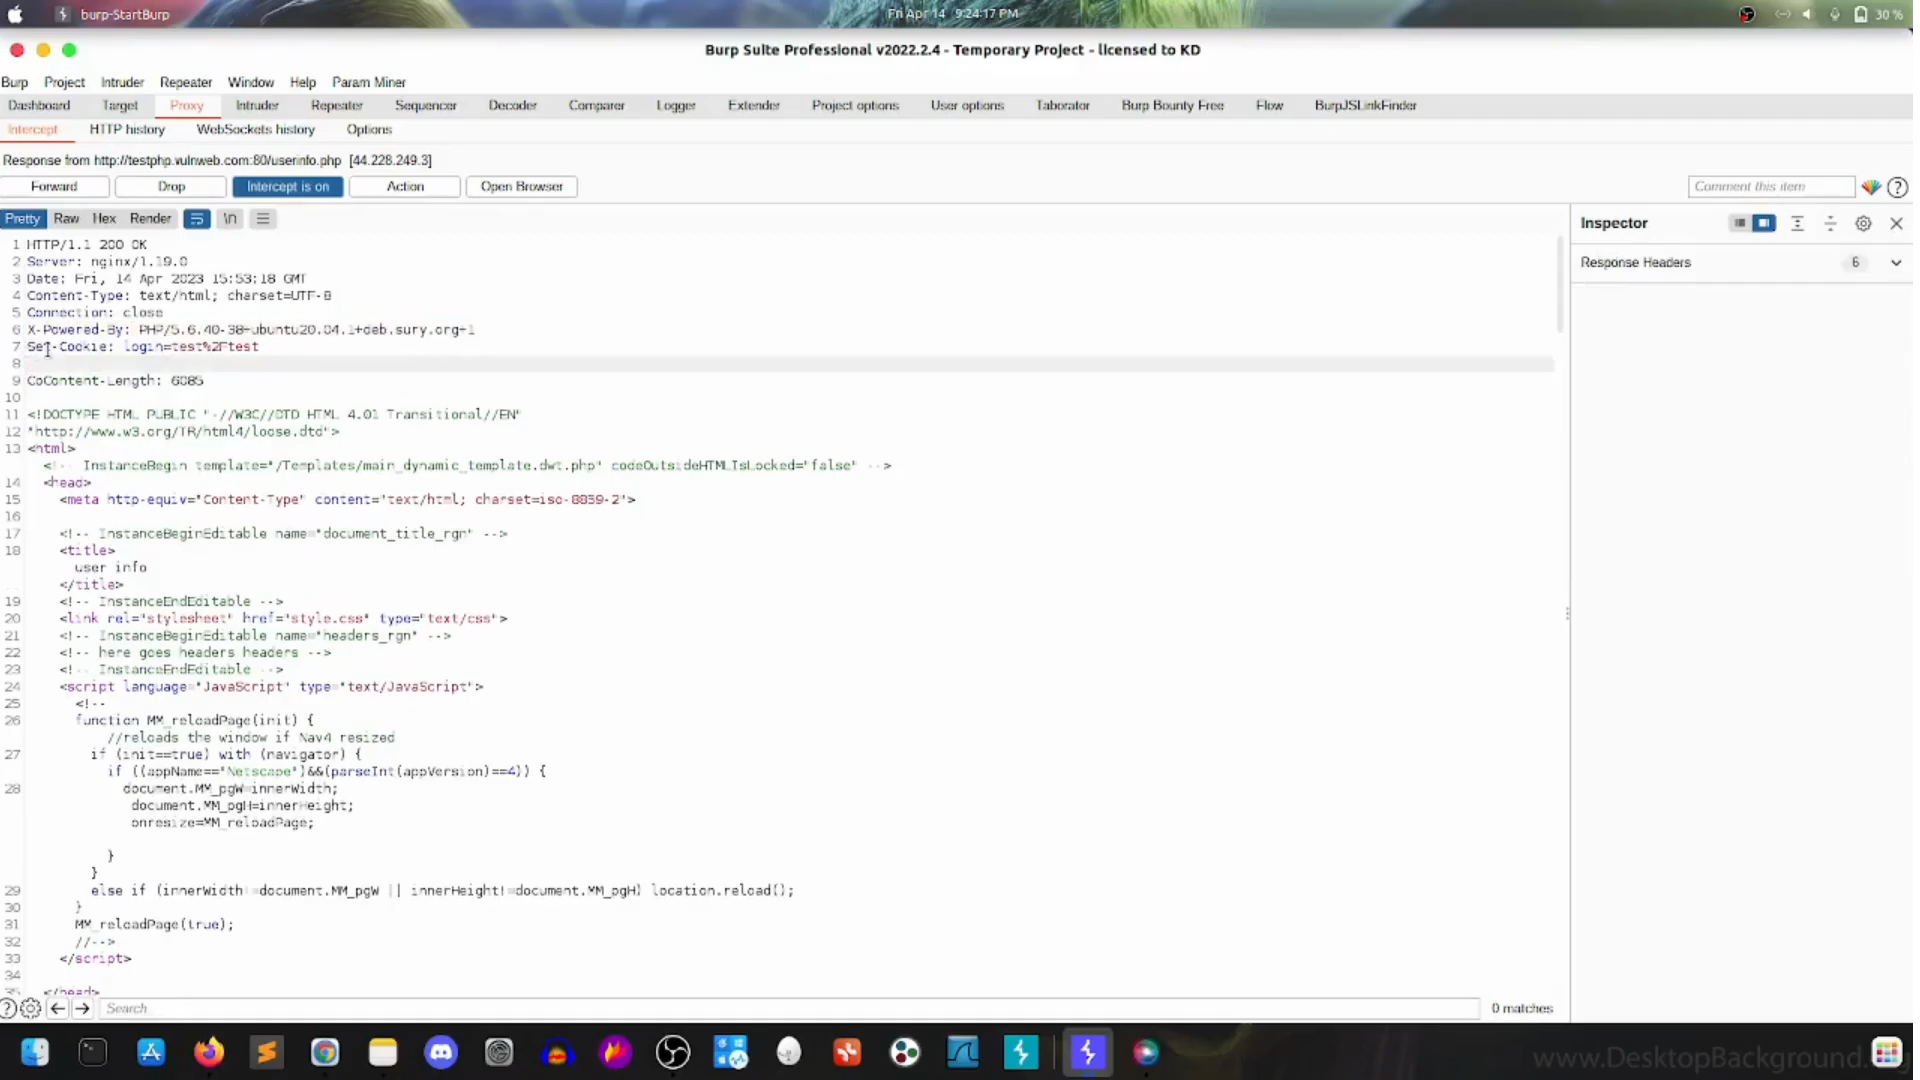 burp-StartBurp
Fri Apr 14 9:24:17 PM
30 %
Burp Suite Professional v2022.2.4 - Temporary Project - licensed to KD
Burp Project Intruder Repeater Window Help Param Miner
Dashboard Target Proxy Intruder Repeater Sequencer Decoder Comparer Logger Extender Project options User options Taborator Burp Bounty Free Flow BurpJSLinkFinder
Intercept HTTP history WebSockets history Options
Response from http://testphp.vulnweb.com:80/userinfo.php [44.228.249.3]
Forward Drop Intercept is on Action Open Browser Comment this item
Pretty Raw Hex Render \n
Inspector
Response Headers 6
1 HTTP/1.1 200 OK
2 Server: nginx/1.19.0
3 Date: Fri, 14 Apr 2023 15:53:18 GMT
4 Content-Type: text/html; charset=UTF-8
5 Connection: close
6 X-Powered-By: PHP/5.6.40-38+ubuntu20.04.1+deb.sury.org+1
7 Set-Cookie: login=test%2Ftest
8
9 CoContent-Length: 6085
10
11 <!DOCTYPE HTML PUBLIC "-//W3C//DTD HTML 4.01 Transitional//EN"
12 "http://www.w3.org/TR/html4/loose.dtd">
13 <html>
<!-- InstanceBegin template="/Templates/main_dynamic_template.dwt.php" codeOutsideHTMLIsLocked="false" -->
14 <head>
15 <meta http-equiv="Content-Type" content="text/html; charset=iso-8859-2">
16
17 <!-- InstanceBeginEditable name="document_title_rgn" -->
18 <title>
user info
</title>
19 <!-- InstanceEndEditable -->
20 <link rel="stylesheet" href="style.css" type="text/css">
21 <!-- InstanceBeginEditable name="headers_rgn" -->
22 <!-- here goes headers headers -->
23 <!-- InstanceEndEditable -->
24 <script language="JavaScript" type="text/JavaScript">
25 <!--
26 function MM_reloadPage(init) {
//reloads the window if Nav4 resized
27 if (init==true) with (navigator) {
if ((appName=="Netscape")&&(parseInt(appVersion)==4)) {
28 document.MM_pgW=innerWidth;
document.MM_pgH=innerHeight;
onresize=MM_reloadPage;
}
}
29 else if (innerWidth!=document.MM_pgW || innerHeight!=document.MM_pgH) location.reload();
30 }
31 MM_reloadPage(true);
32 //-->
33 </script>
34
35 </head>
Search...
0 matches